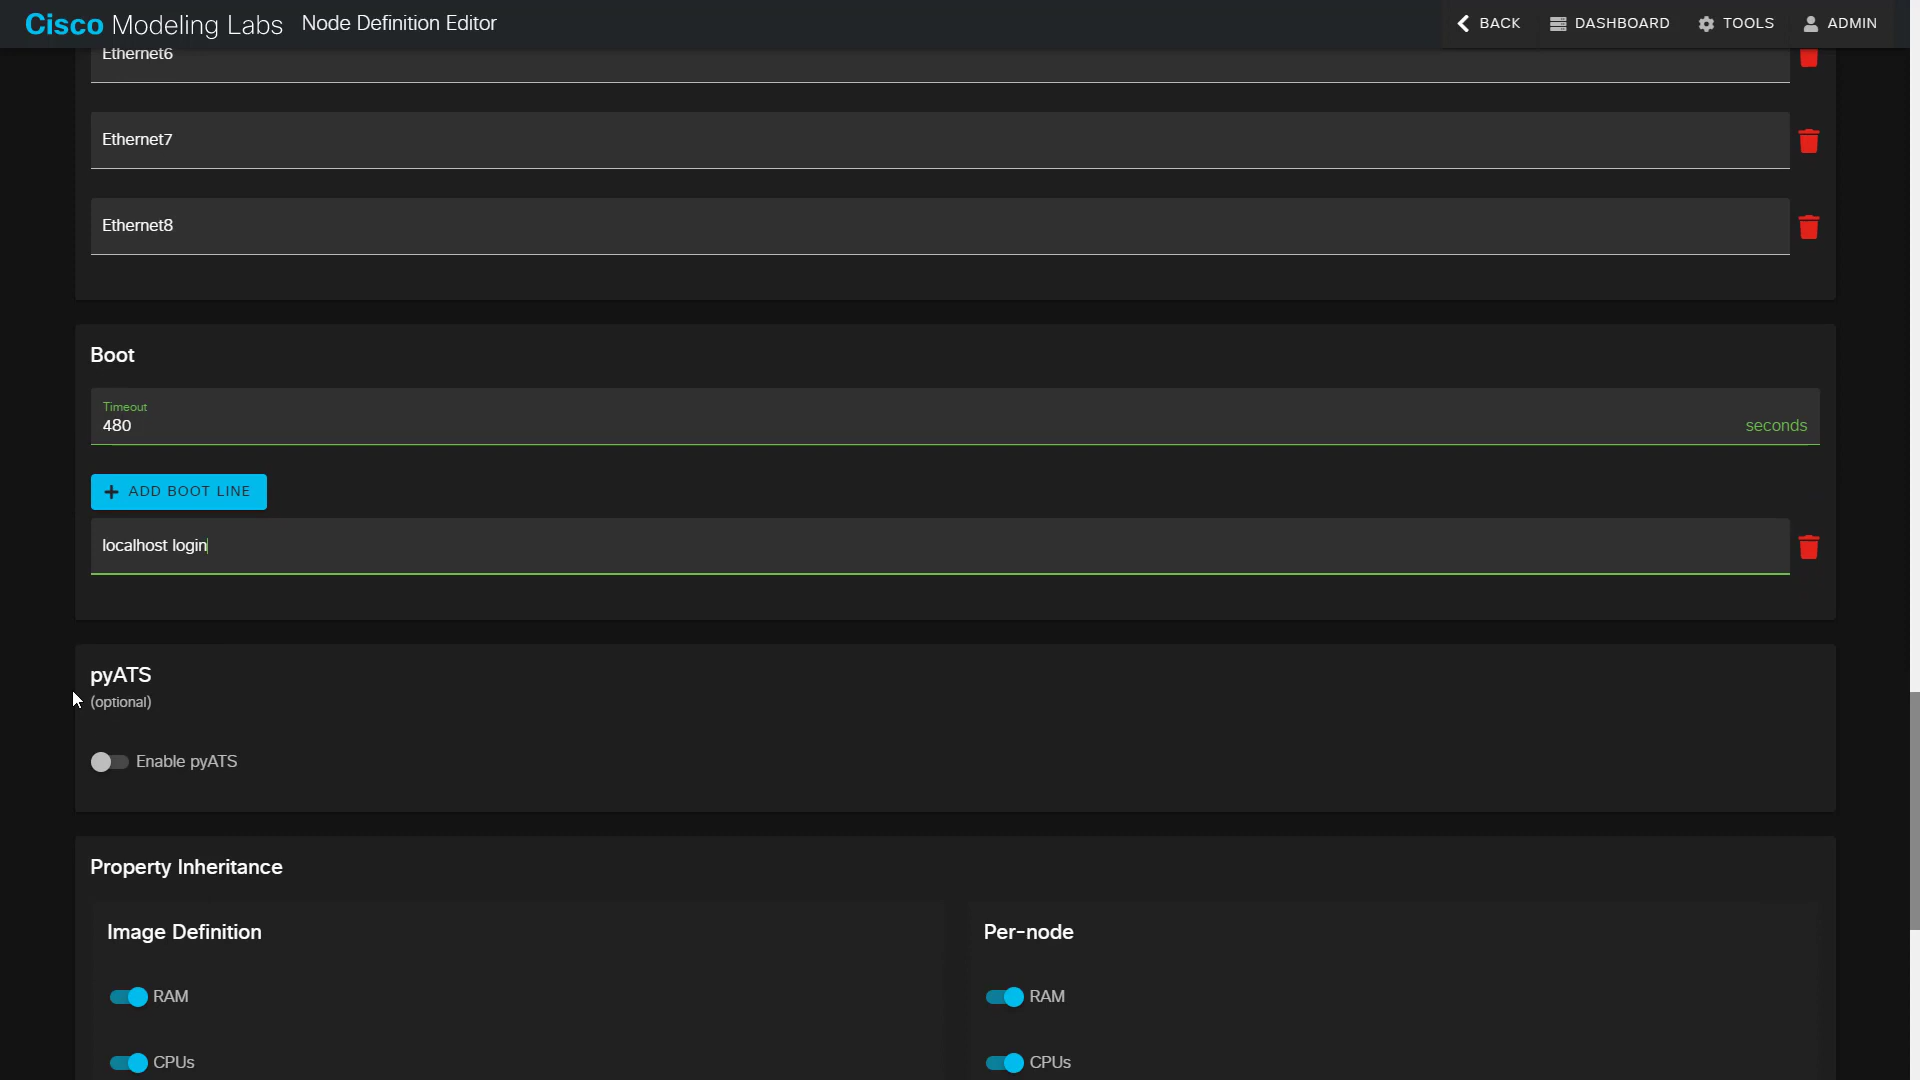 Cisco Modeling Labs Node Definition Editor BACK DASHBOARD TOOLS ADMIN
Ethernet6
Ethernet7
Ethernet8
Boot
Timeout
480 seconds
+ ADD BOOT LINE
localhost login
pyATS
(optional)
Enable pyATS
Property Inheritance
Image Definition Per-node
RAM RAM
CPUs CPUs